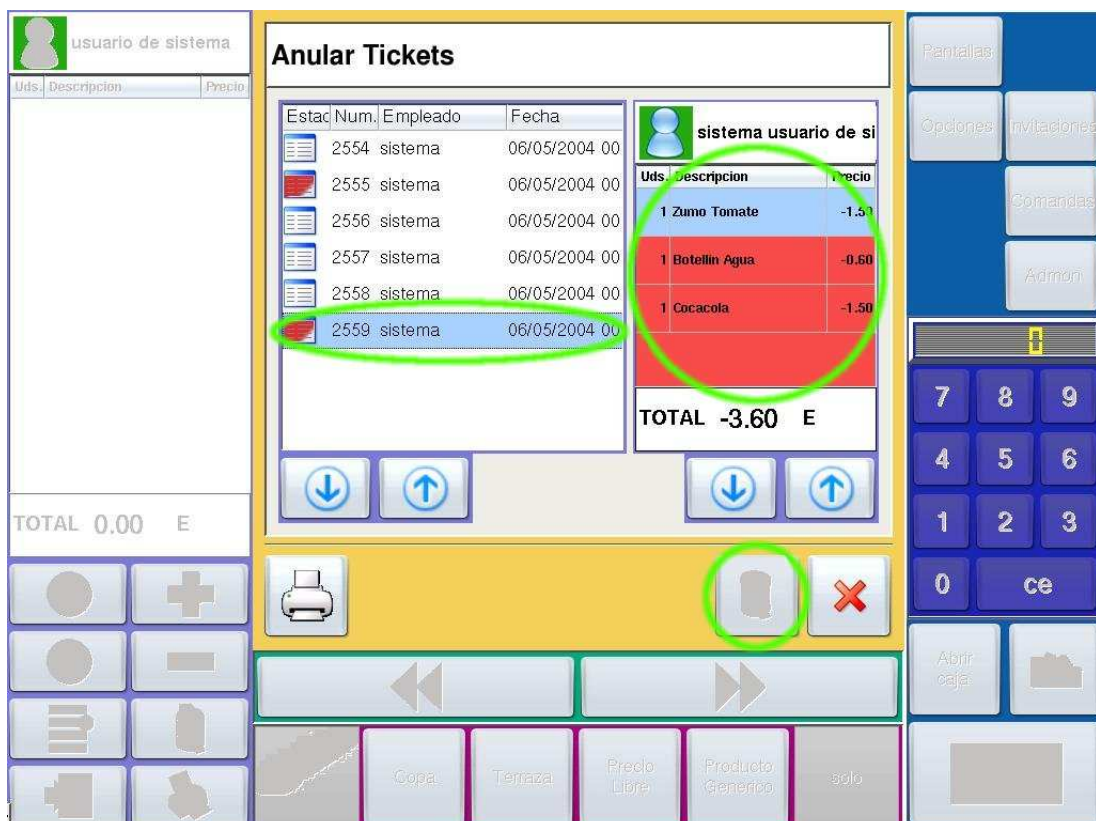 usuario de sistema
Uds. Descripcion Precio
TOTAL 0.00 E
Anular Tickets
Estac Num. Empleado Fecha
2554 sistema 06/05/2004 00
2555 sistema 06/05/2004 00
2556 sistema 06/05/2004 00
2557 sistema 06/05/2004 00
2558 sistema 06/05/2004 00
2559 sistema 06/05/2004 00
sistema usuario de si
Uds. Descripcion Precio
1 Zumo Tomate -1.50
1 Botellin Agua -0.60
1 Cocacola -1.50
TOTAL -3.60 E
Copa
Terraza
Precio
Libre
Producto
Generico
solo
Pantallas
Opciones
Invitaciones
Comandas
Admon
0
7 8 9
4 5 6
1 2 3
0 ce
Abrir
caja